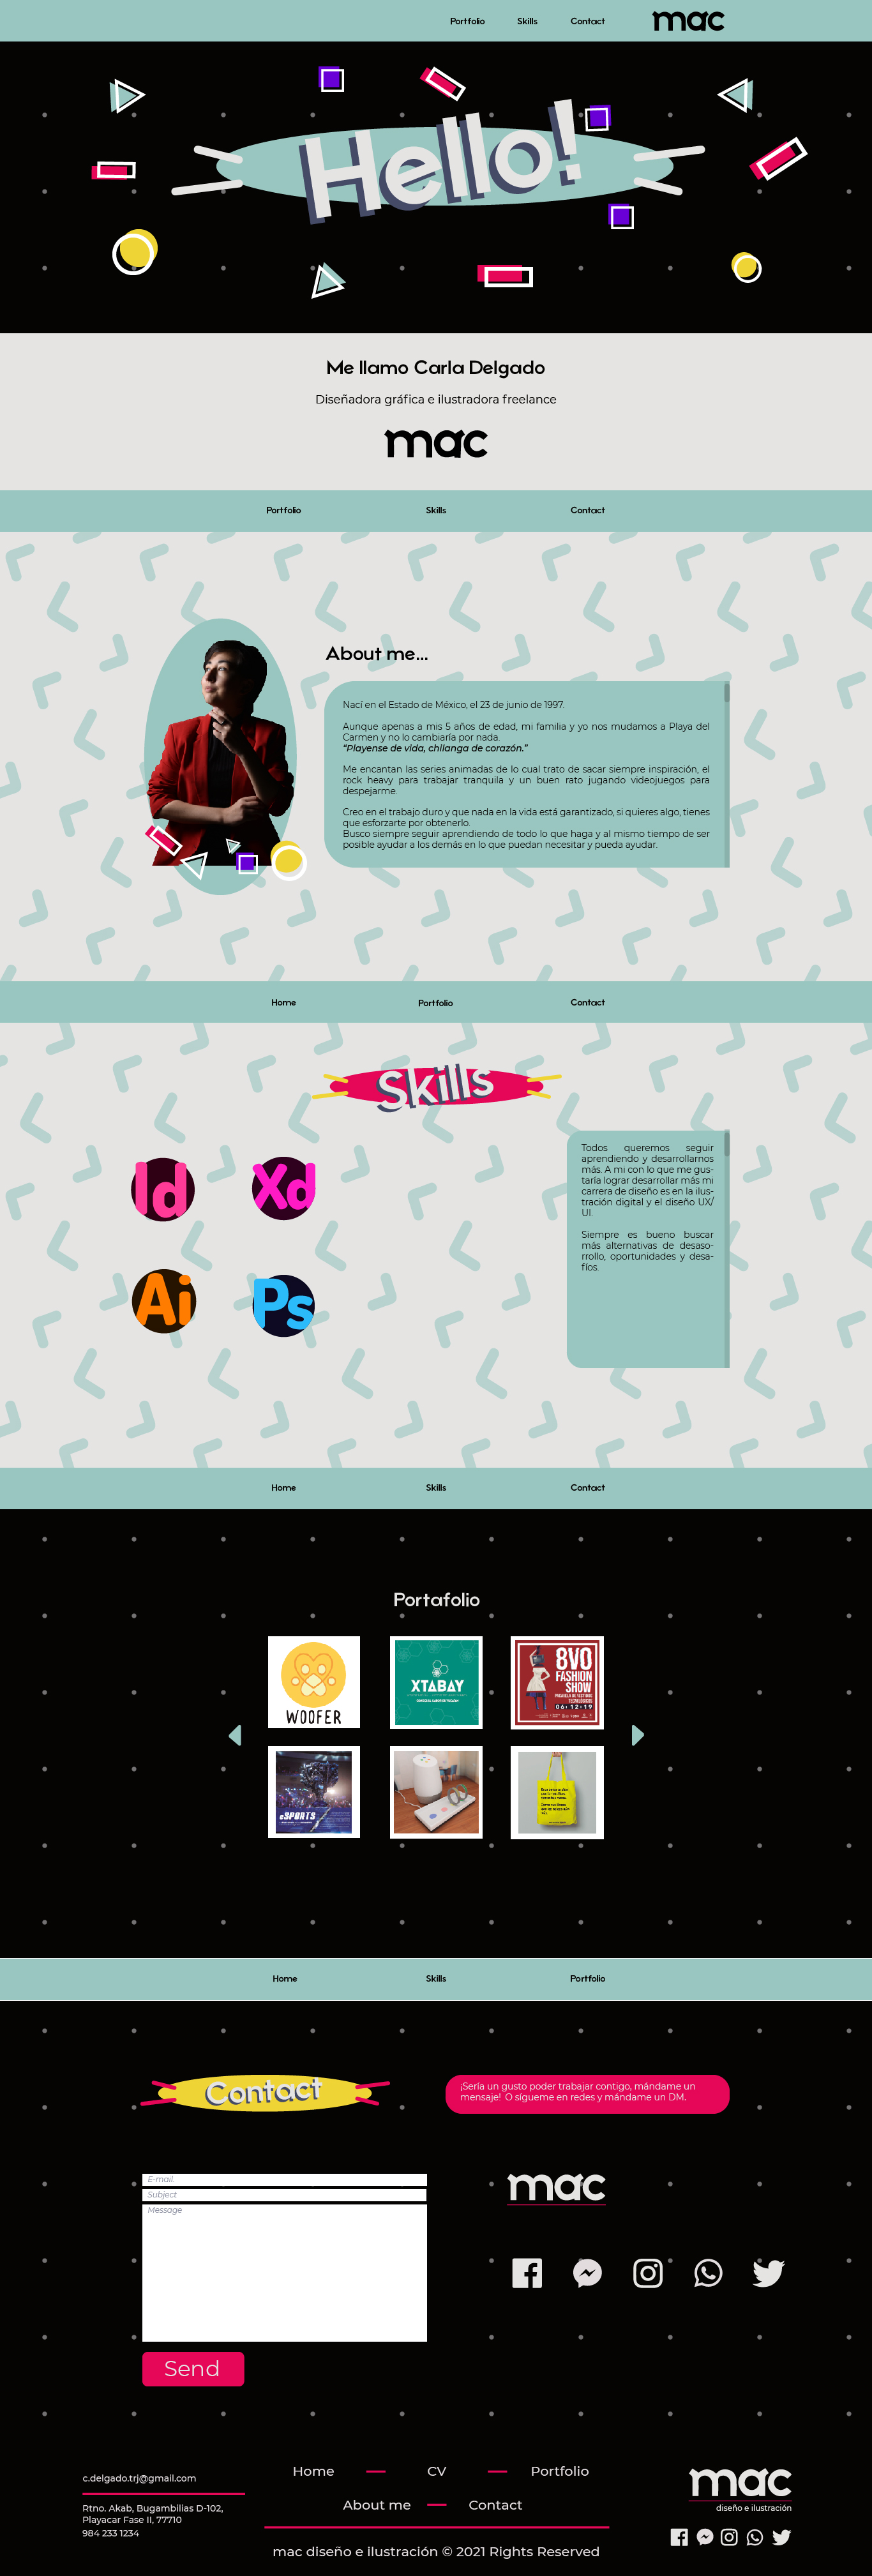 Portfolio Skills Contact mac
Hello!
Me llamo Carla Delgado
Diseñadora gráfica e ilustradora freelance
mac
Portfolio Skills Contact
About me...
Nací en el Estado de México, el 23 de junio de 1997.
Aunque apenas a mis 5 años de edad, mi familia y yo nos mudamos a Playa del
Carmen y no lo cambiaría por nada.
“Playense de vida, chilanga de corazón.”
Me encantan las series animadas de lo cual trato de sacar siempre inspiración, el
rock heavy para trabajar tranquila y un buen rato jugando videojuegos para
despejarme.
Creo en el trabajo duro y que nada en la vida está garantizado, si quieres algo, tienes
que esforzarte por obtenerlo.
Busco siempre seguir aprendiendo de todo lo que haga y al mismo tiempo de ser
posible ayudar a los demás en lo que puedan necesitar y pueda ayudar.
Home Portfolio Contact
Skills
Id Xd
Ai Ps
Todos queremos seguir
aprendiendo y desarrollarnos
más. A mi con lo que me gus-
taría lograr desarrollar más mi
carrera de diseño es en la ilus-
tración digital y el diseño UX/
UI.
Siempre es bueno buscar
más alternativas de desaso-
rrollo, oportunidades y desa-
fíos.
Home Skills Contact
Portafolio
WOOFER
XTABAY
8VO
FASHION
SHOW
06·12·19
eSPORTS
Home Skills Portfolio
Contact
¡Sería un gusto poder trabajar contigo, mándame un
mensaje! O sígueme en redes y mándame un DM.
E-mail.
Subject
Message
mac
Send
Home CV Portfolio
About me Contact
c.delgado.trj@gmail.com
Rtno. Akab, Bugambilias D-102,
Playacar Fase II, 77710
984 233 1234
mac diseño e ilustración © 2021 Rights Reserved
mac
diseño e ilustración